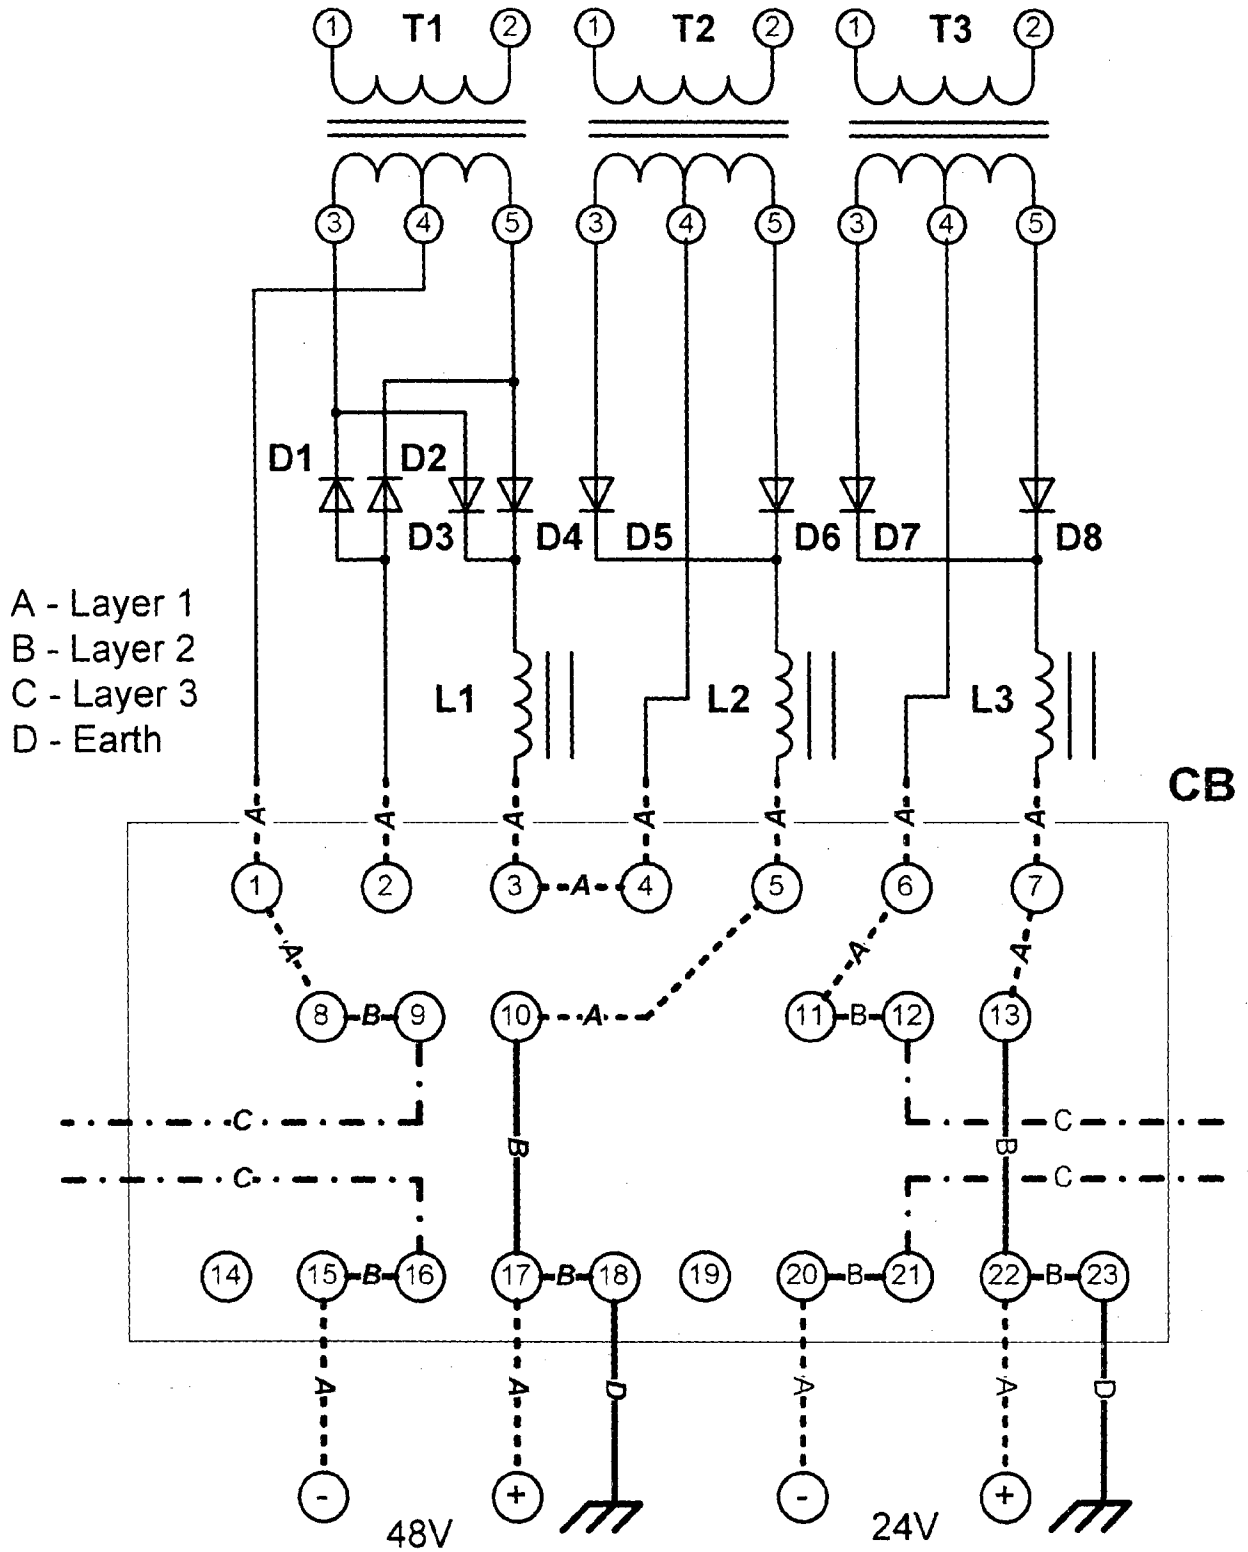 1 T1 2 1 T2 2 1 T3 2
3 4 5 3 4 5 3 4 5
D1 D2
D3 D4 D5 D6 D7 D8
A - Layer 1
B - Layer 2
C - Layer 3
D - Earth
L1 L2 L3
CB
A A A A A A A
1 2 3 A 4 5 6 7
A A A
8 B 9 10 A 11 B 12 13
C C
B B
C C
14 15 B 16 17 B 18 19 20 B 21 22 B 23
A A D A A D
- + - +
48V 24V